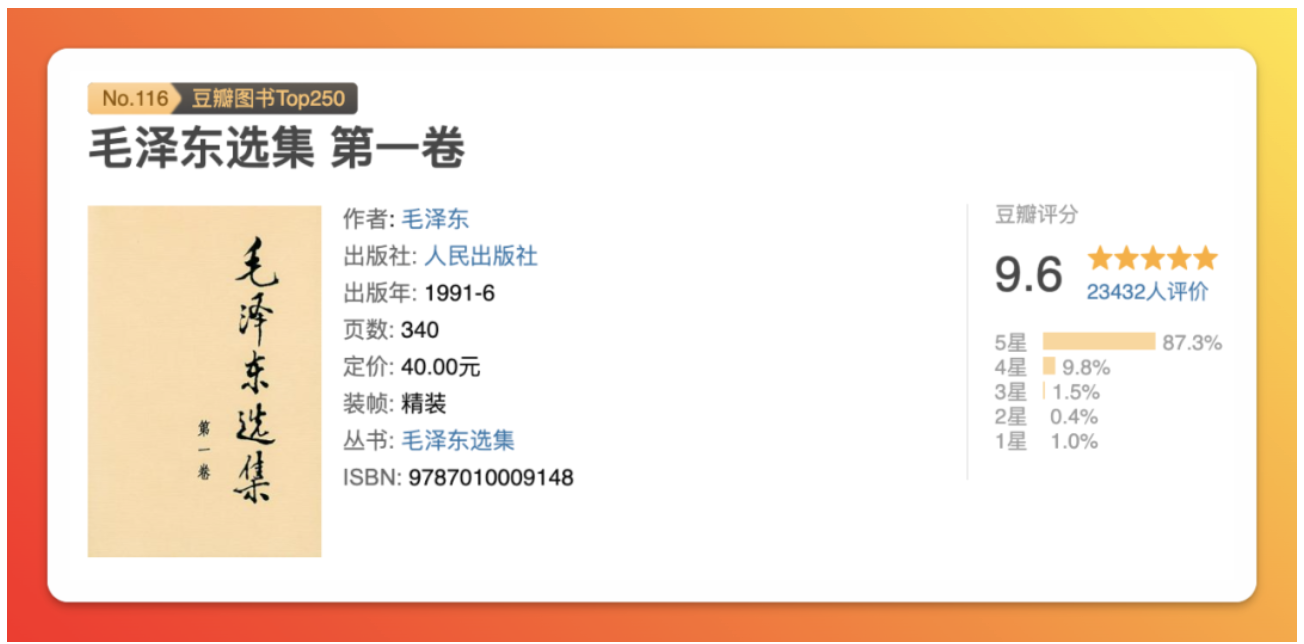 No.116 豆瓣图书Top250
毛泽东选集 第一卷
毛泽东选集
第一卷
作者: 毛泽东
出版社: 人民出版社
出版年: 1991-6
页数: 340
定价: 40.00元
装帧: 精装
丛书: 毛泽东选集
ISBN: 9787010009148
豆瓣评分
9.6
23432人评价
5星 87.3%
4星 9.8%
3星 1.5%
2星 0.4%
1星 1.0%